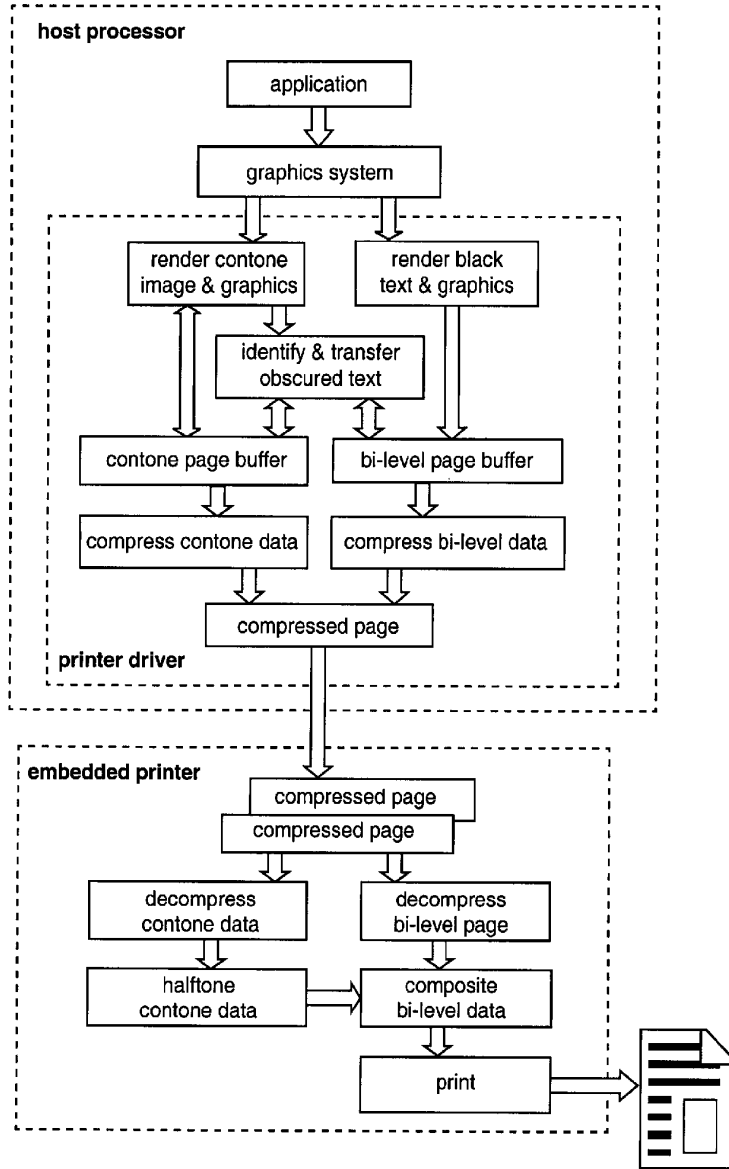 host processor
application
graphics system
render contone
image & graphics
render black
text & graphics
identify & transfer
obscured text
contone page buffer
bi-level page buffer
compress contone data
compress bi-level data
compressed page
printer driver
embedded printer
compressed page
compressed page
decompress
contone data
decompress
bi-level page
halftone
contone data
composite
bi-level data
print